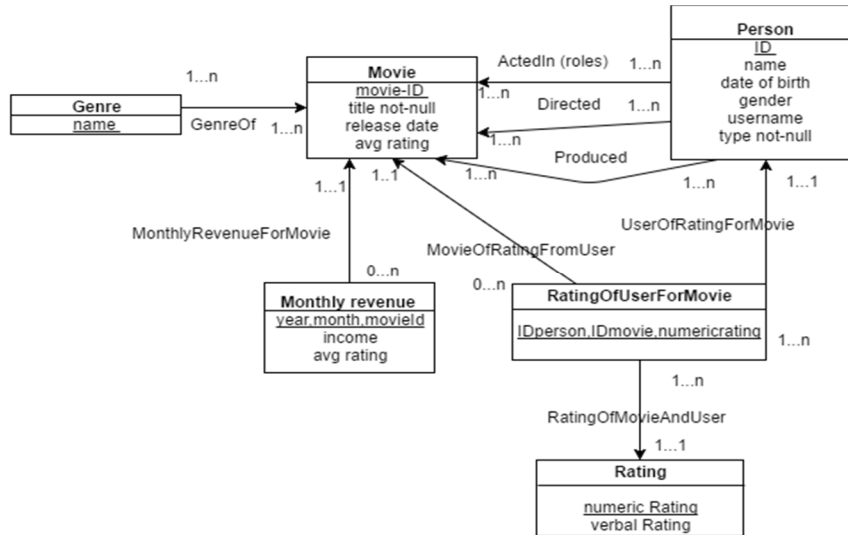 Person
ID
name
date of birth
gender
username
type not-null
ActedIn (roles)
1...n
1...n
Movie
movie-ID
title not-null
release date
avg rating
1...n
Genre
name
GenreOf
1...n
Directed
1...n
1...n
Produced
1...n
1...n
1...1
1..1
1...1
MonthlyRevenueForMovie
MovieOfRatingFromUser
UserOfRatingForMovie
0...n
0...n
Monthly revenue
year,month,movieId
income
avg rating
RatingOfUserForMovie
IDperson,IDmovie,numericrating
1...n
1...n
RatingOfMovieAndUser
1...1
Rating
numeric Rating
verbal Rating